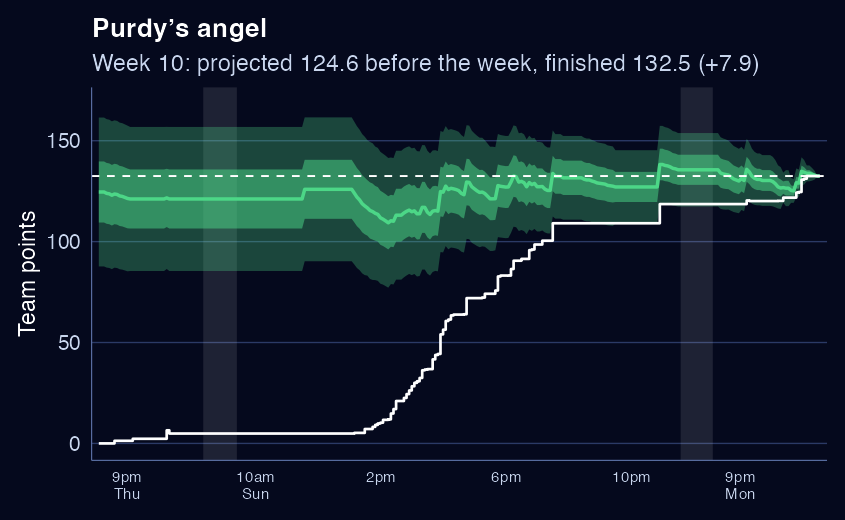 Purdy’s angel
Week 10: projected 124.6 before the week, finished 132.5 (+7.9)
Team points
150
100
50
0
9pm
Thu
10am
Sun
2pm
6pm
10pm
9pm
Mon